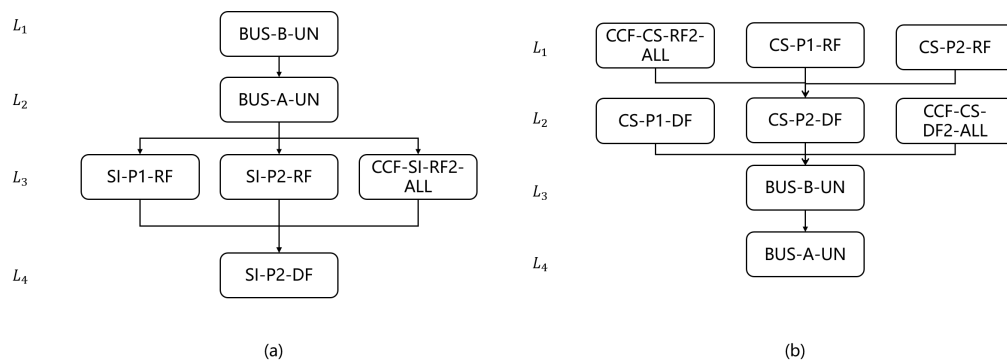 L₁
BUS-B-UN
L₂
BUS-A-UN
L₃
SI-P1-RF
SI-P2-RF
CCF-SI-RF2-
ALL
L₄
SI-P2-DF
(a)
L₁
CCF-CS-RF2-
ALL
CS-P1-RF
CS-P2-RF
L₂
CS-P1-DF
CS-P2-DF
CCF-CS-
DF2-ALL
L₃
BUS-B-UN
L₄
BUS-A-UN
(b)